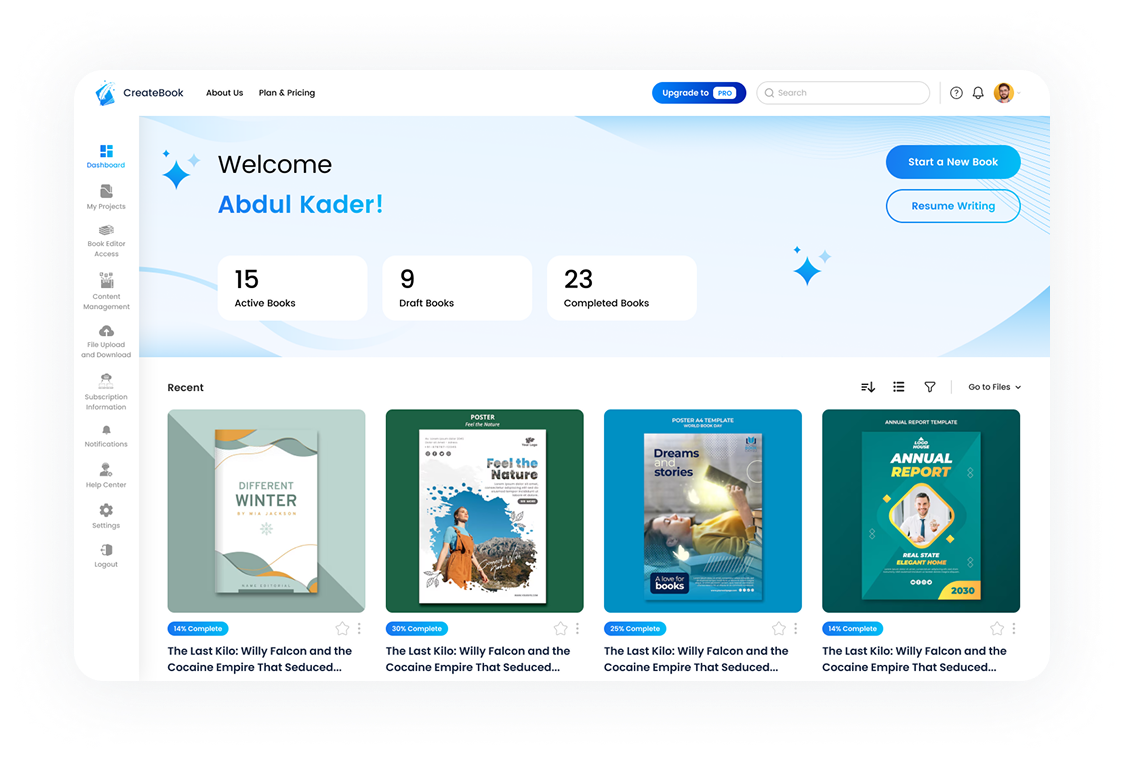 CreateBook
About Us
Plan & Pricing
Upgrade to PRO
Search
Dashboard
My Projects
Book Editor
Access
Content
Management
File Upload
and Download
Subscription
Information
Notifications
Help Center
Settings
Logout
Welcome
Abdul Kader!
Start a New Book
Resume Writing
15
Active Books
9
Draft Books
23
Completed Books
Recent
Go to Files
DIFFERENT
WINTER
BY MIA JACKSON
NAME EDITORIAL
14% Complete
The Last Kilo: Willy Falcon and the
Cocaine Empire That Seduced...
POSTER
Feel the Nature
Your Logo
Feel the
Nature
30% Complete
The Last Kilo: Willy Falcon and the
Cocaine Empire That Seduced...
POSTER A4 TEMPLATE
WORLD BOOK DAY
Dreams
and
stories
A love for
books
25% Complete
The Last Kilo: Willy Falcon and the
Cocaine Empire That Seduced...
ANNUAL REPORT TEMPLATE
LOGO
HOUSE
ANNUAL
REPORT
REAL STATE
ELEGANT HOME
2030
14% Complete
The Last Kilo: Willy Falcon and the
Cocaine Empire That Seduced...